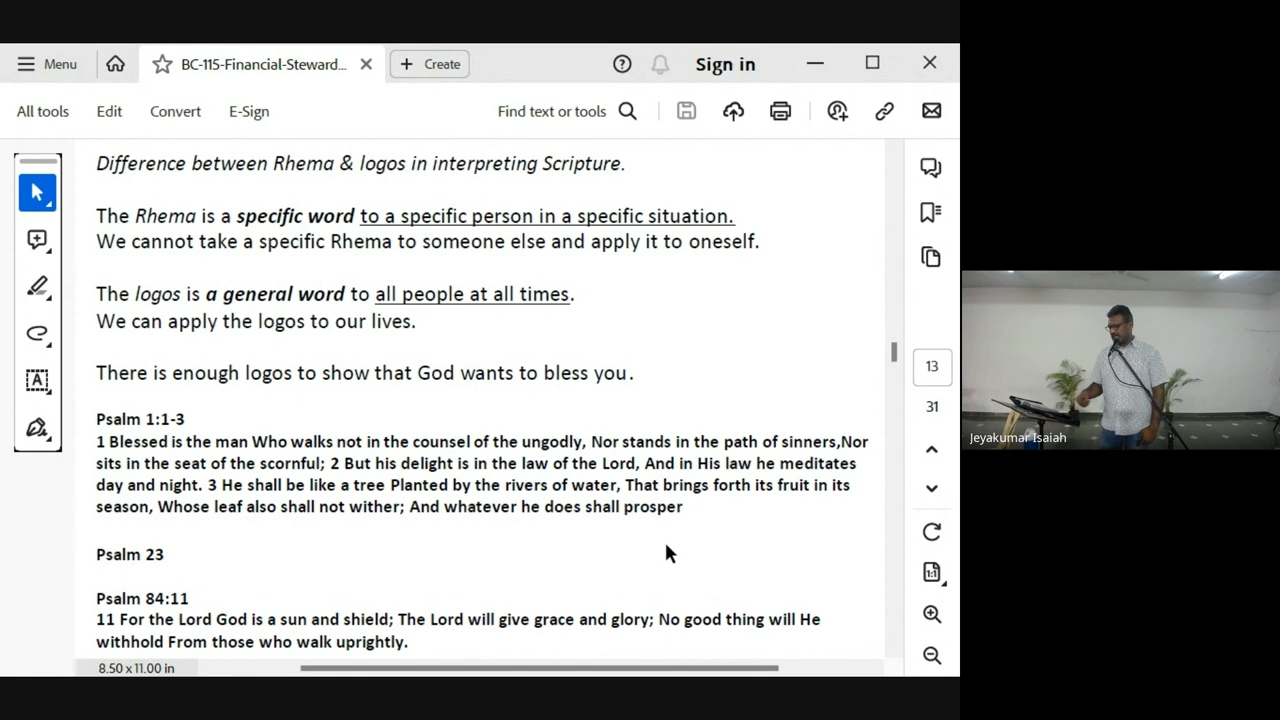 Menu
BC-115-Financial-Steward...
Create
Sign in
All tools
Edit
Convert
E-Sign
Find text or tools
Difference between Rhema & logos in interpreting Scripture.
The Rhema is a specific word to a specific person in a specific situation.
We cannot take a specific Rhema to someone else and apply it to oneself.
The logos is a general word to all people at all times.
We can apply the logos to our lives.
There is enough logos to show that God wants to bless you.
Psalm 1:1-3
1 Blessed is the man Who walks not in the counsel of the ungodly, Nor stands in the path of sinners,Nor
sits in the seat of the scornful; 2 But his delight is in the law of the Lord, And in His law he meditates
day and night. 3 He shall be like a tree Planted by the rivers of water, That brings forth its fruit in its
season, Whose leaf also shall not wither; And whatever he does shall prosper
Psalm 23
Psalm 84:11
11 For the Lord God is a sun and shield; The Lord will give grace and glory; No good thing will He
withhold From those who walk uprightly.
8.50 x 11.00 in
13
31
1:1
Jeyakumar Isaiah